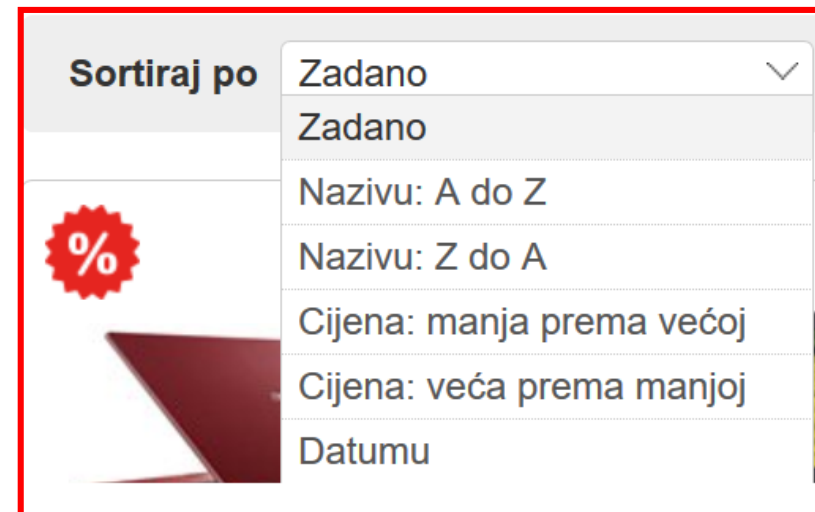 Sortiraj po Zadano
Zadano
Nazivu: A do Z
Nazivu: Z do A
%
Cijena: manja prema većoj
Cijena: veća prema manjoj
Datumu